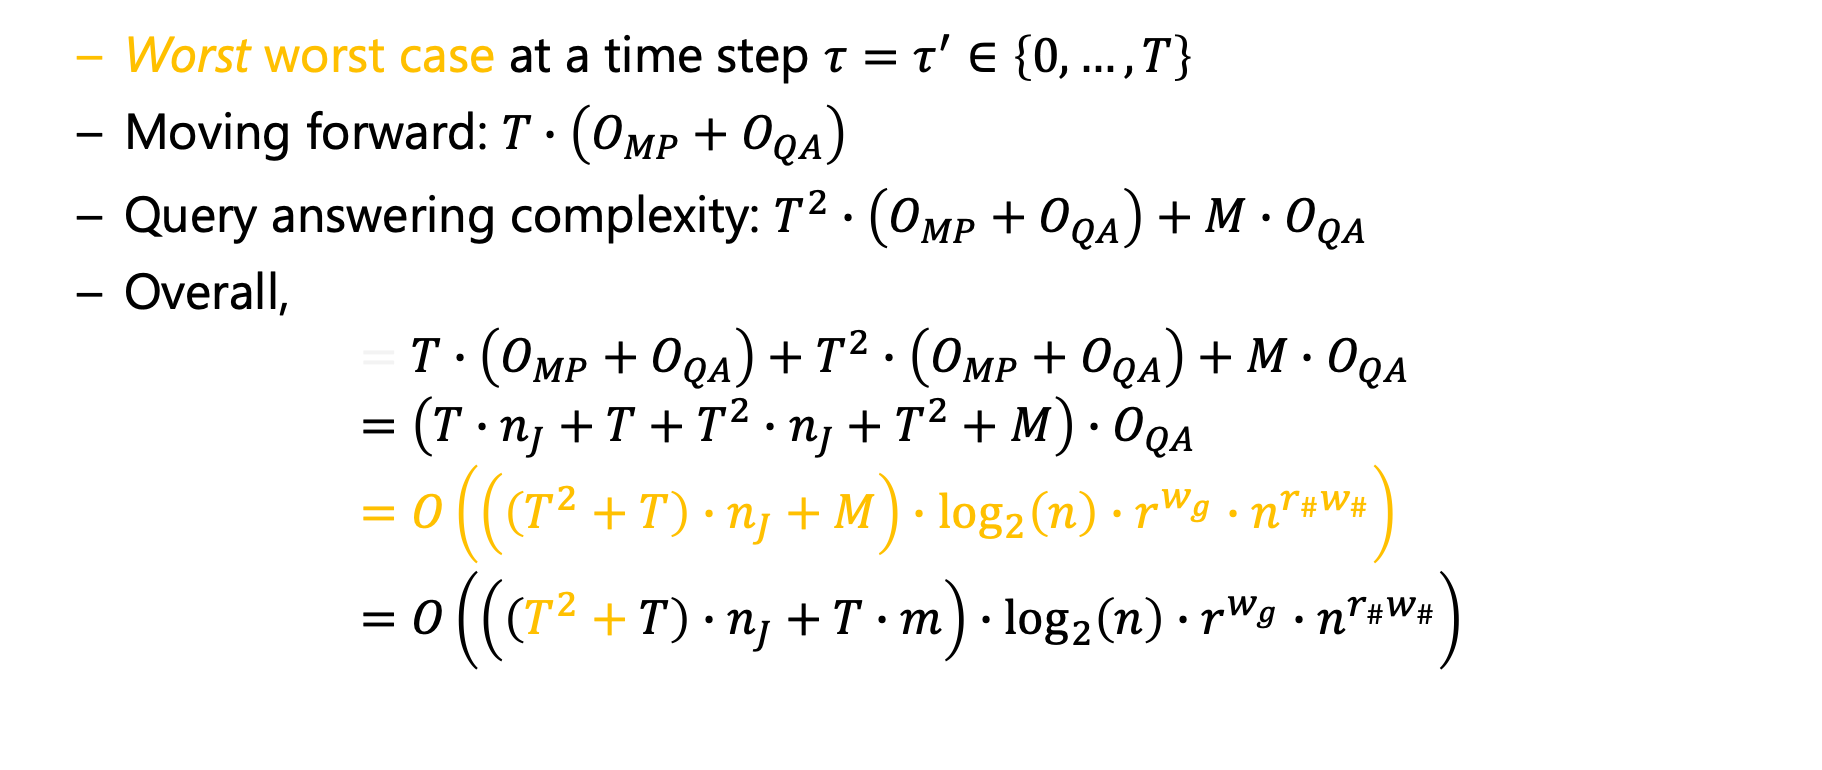 – Worst worst case at a time step τ = τ′ ∈ {0, … , T}
– Moving forward: T · (O_MP + O_QA)
– Query answering complexity: T² · (O_MP + O_QA) + M · O_QA
– Overall,
= T · (O_MP + O_QA) + T² · (O_MP + O_QA) + M · O_QA
= (T · n_J + T + T² · n_J + T² + M) · O_QA
= O(((T² + T) · n_J + M) · log₂(n) · r^{w_g} · n^{r_# w_#})
= O(((T² + T) · n_J + T · m) · log₂(n) · r^{w_g} · n^{r_# w_#})